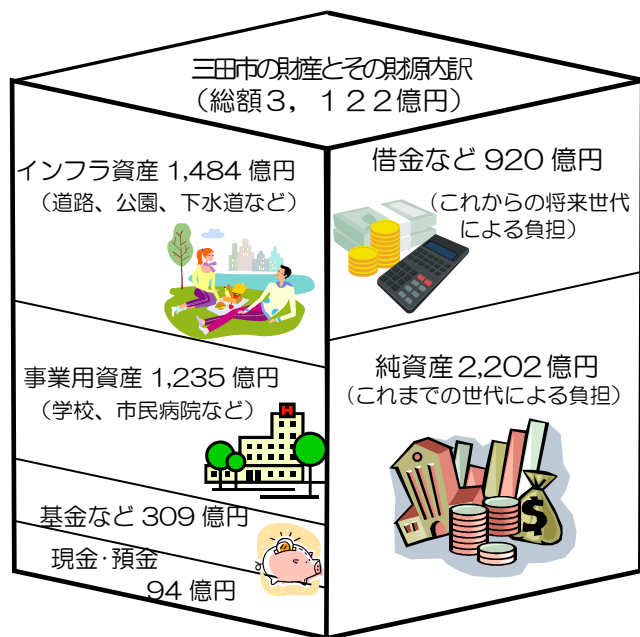 三田市の財産とその財源内訳
（総額３，１２２億円）
インフラ資産 1,484 億円
（道路、公園、下水道など）
事業用資産 1,235 億円
（学校、市民病院など）
基金など 309 億円
現金･預金
94 億円
借金など 920 億円
（これからの将来世代
による負担）
純資産 2,202 億円
（これまでの世代による負担）
H
$